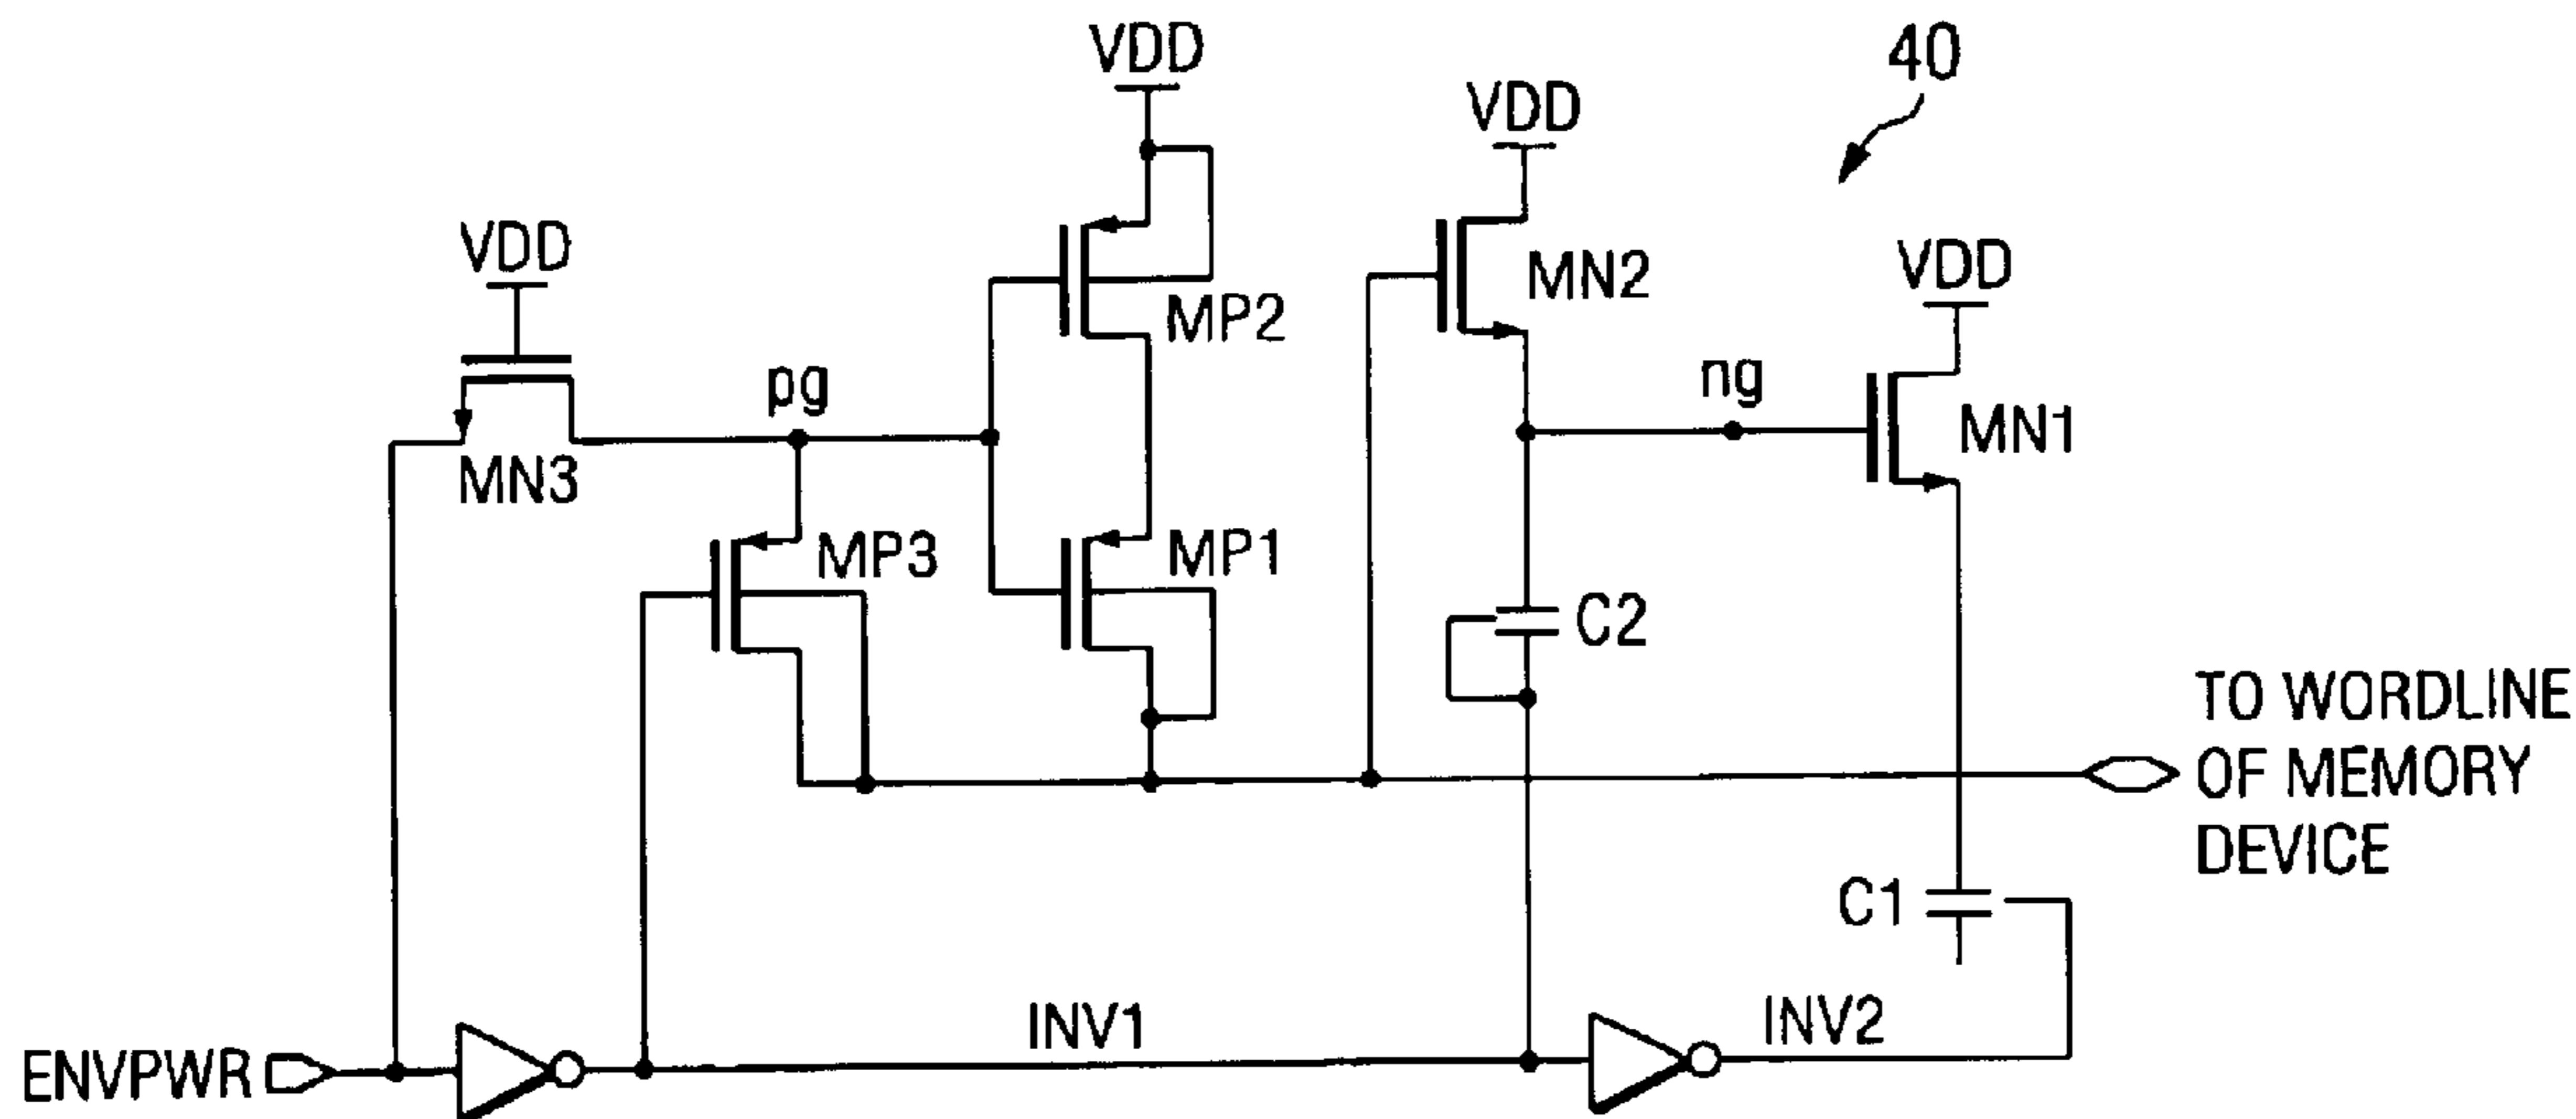 40
VDD
VDD
VDD
VDD
MN2
MP2
pg
ng
MN1
MN3
MP3
MP1
C2
TO WORDLINE
OF MEMORY
DEVICE
C1
INV1
INV2
ENVPWR